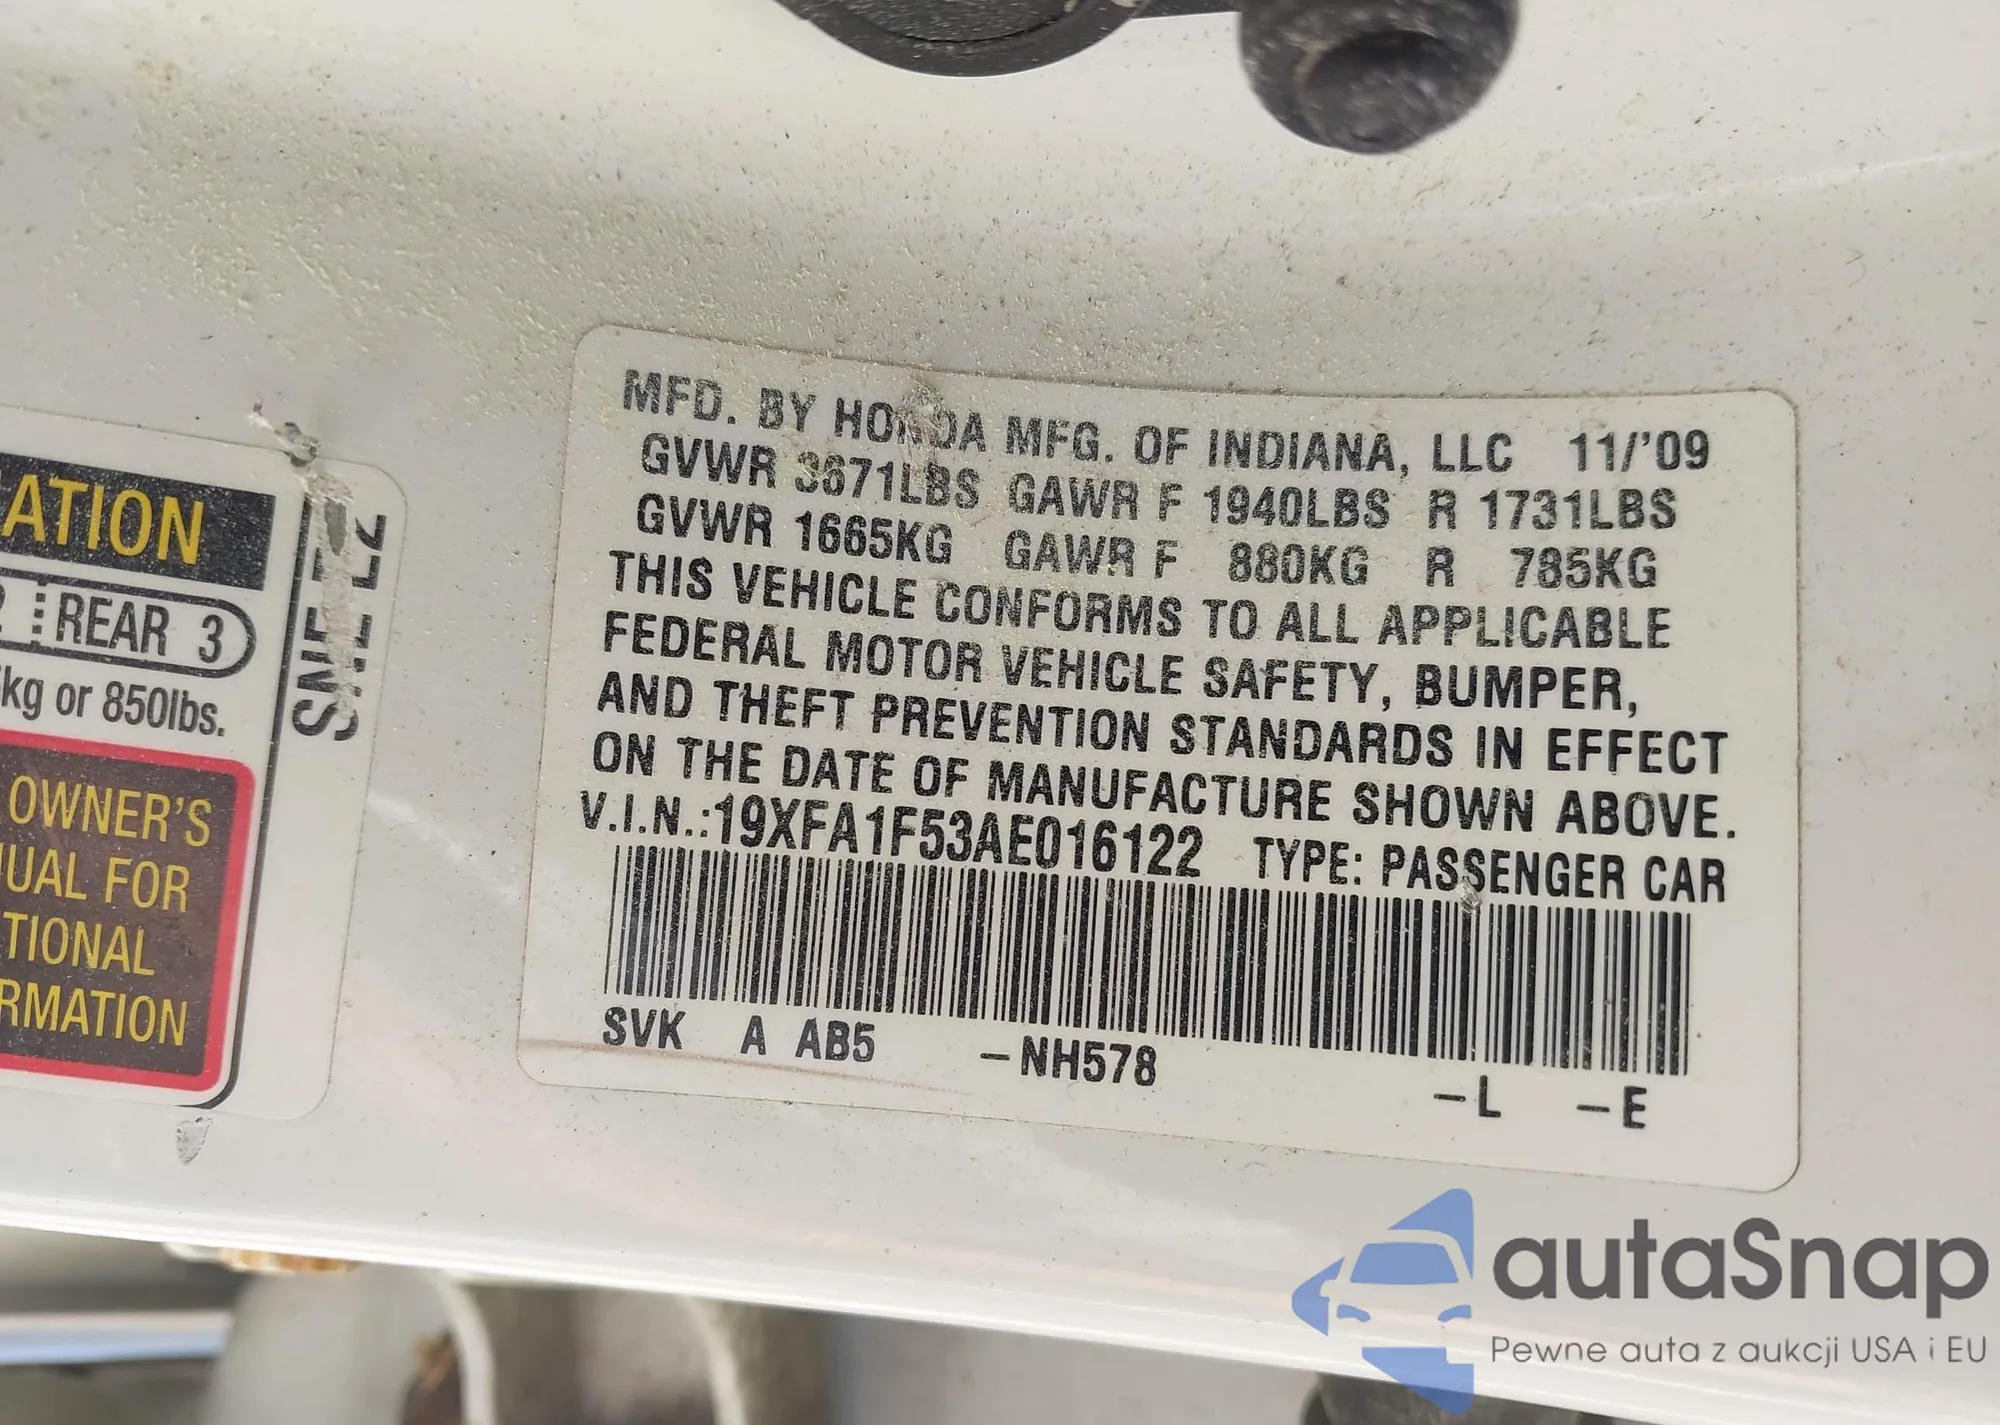 MFD. BY HONDA MFG. OF INDIANA, LLC 11/'09
GVWR 3671LBS GAWR F 1940LBS R 1731LBS
GVWR 1665KG GAWR F 880KG R 785KG
THIS VEHICLE CONFORMS TO ALL APPLICABLE
FEDERAL MOTOR VEHICLE SAFETY, BUMPER,
AND THEFT PREVENTION STANDARDS IN EFFECT
ON THE DATE OF MANUFACTURE SHOWN ABOVE.
V.I.N.:19XFA1F53AE016122 TYPE: PASSENGER CAR
SVK A AB5 -NH578 -L -E
ATION
REAR 3
kg or 850lbs.
OWNER'S
UAL FOR
TIONAL
RMATION
autaSnap
Pewne auta z aukcji USA i EU